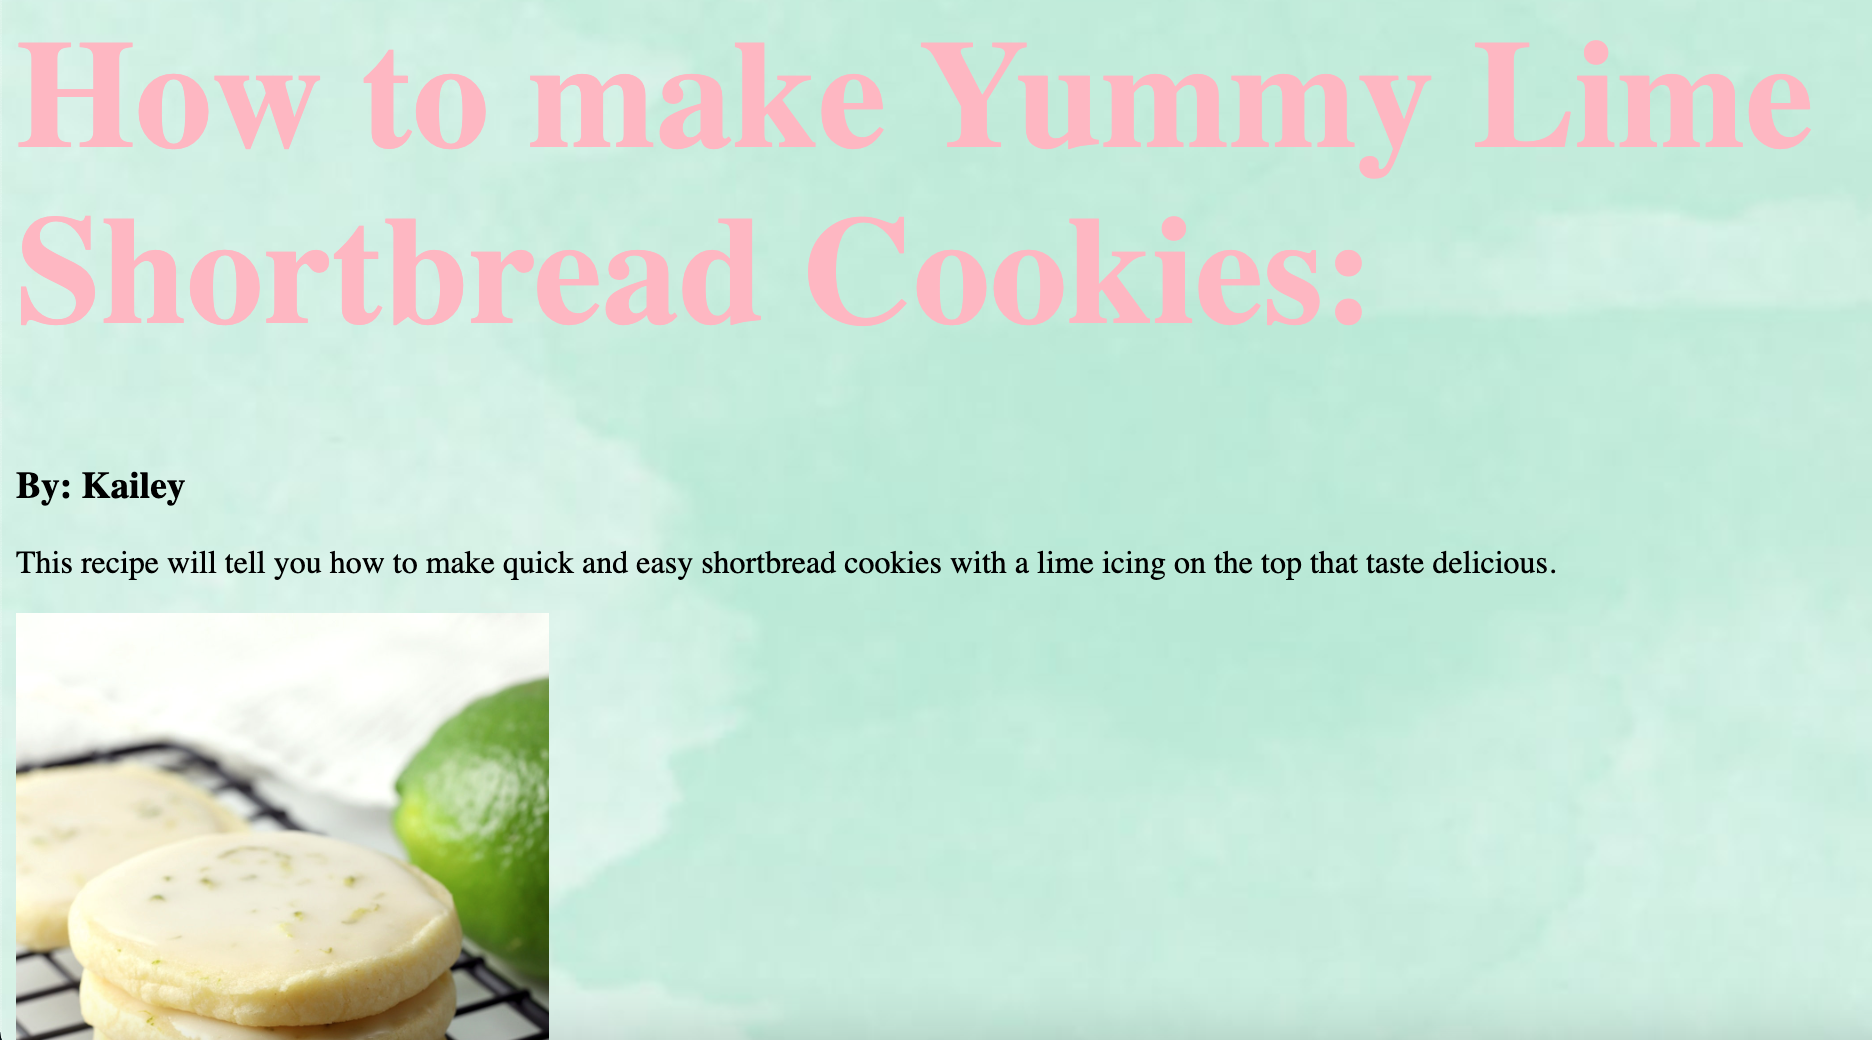 How to make Yummy Lime
Shortbread Cookies:
By: Kailey
This recipe will tell you how to make quick and easy shortbread cookies with a lime icing on the top that taste delicious.